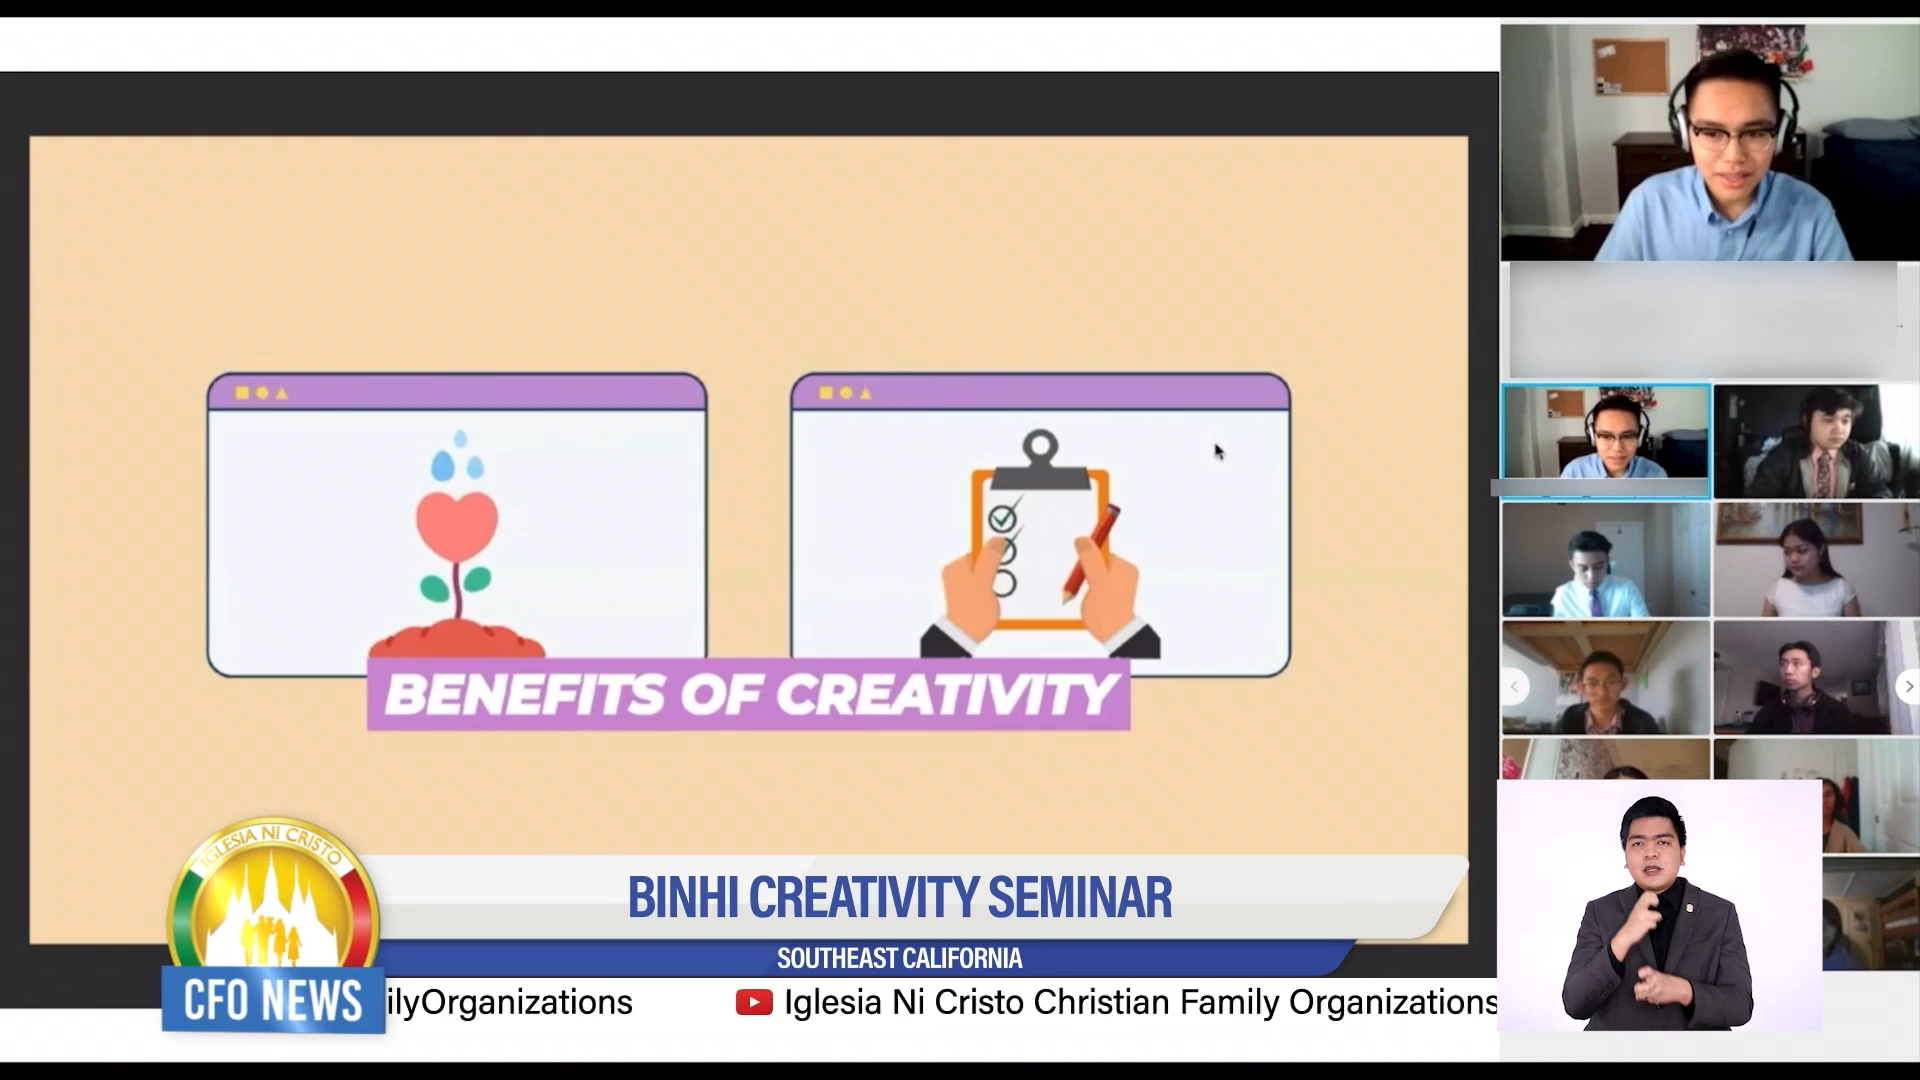 BENEFITS OF CREATIVITY
IGLESIA NI CRISTO
BINHI CREATIVITY SEMINAR
SOUTHEAST CALIFORNIA
CFO NEWS
ilyOrganizations
Iglesia Ni Cristo Christian Family Organizations